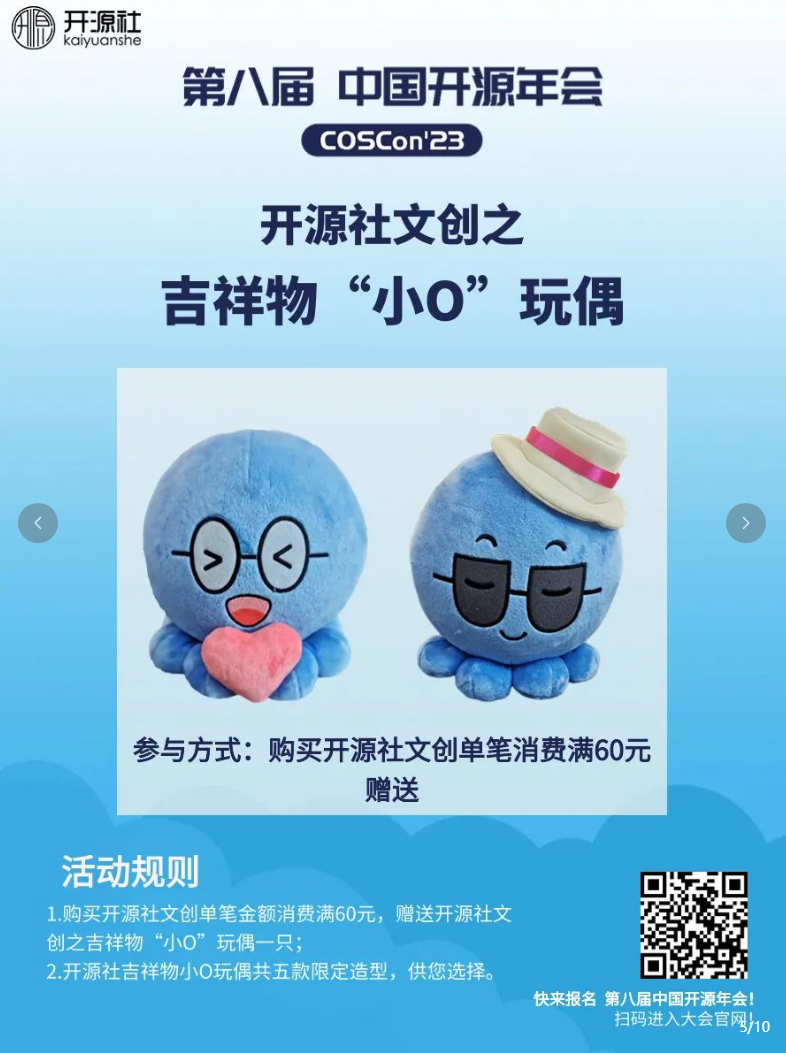 开源社
kaiyuanshe
第八届 中国开源年会
COSCon'23
开源社文创之
吉祥物“小O”玩偶
参与方式：购买开源社文创单笔消费满60元
赠送
活动规则
1.购买开源社文创单笔金额消费满60元，赠送开源社文
创之吉祥物“小O”玩偶一只；
2.开源社吉祥物小O玩偶共五款限定造型，供您选择。
快来报名 第八届中国开源年会！
扫码进入大会官网！
5/10